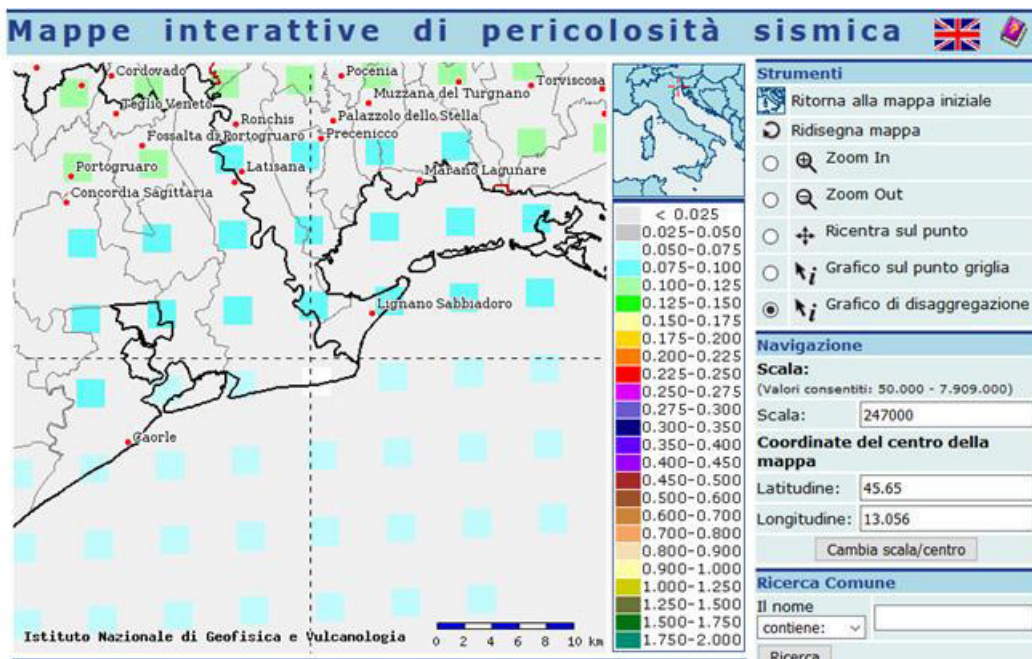 Mappe interattive di pericolosità sismica
Cordovado
Pocenia
Torviscosa
Teglio Veneto
Muzzana del Turgnano
Ronchis
Palazzolo dello Stella
Fossalta di Portogruaro
Precenicco
Portogruaro
Latisana
Marano Lagunare
Concordia Sagittaria
Lignano Sabbiadoro
Caorle
Istituto Nazionale di Geofisica e Vulcanologia
0 2 4 6 8 10 km
< 0.025
0.025-0.050
0.050-0.075
0.075-0.100
0.100-0.125
0.125-0.150
0.150-0.175
0.175-0.200
0.200-0.225
0.225-0.250
0.250-0.275
0.275-0.300
0.300-0.350
0.350-0.400
0.400-0.450
0.450-0.500
0.500-0.600
0.600-0.700
0.700-0.800
0.800-0.900
0.900-1.000
1.000-1.250
1.250-1.500
1.500-1.750
1.750-2.000
Strumenti
Ritorna alla mappa iniziale
Ridisegna mappa
Zoom In
Zoom Out
Ricentra sul punto
Grafico sul punto griglia
Grafico di disaggregazione
Navigazione
Scala:
(Valori consentiti: 50.000 - 7.909.000)
Scala: 247000
Coordinate del centro della
mappa
Latitudine: 45.65
Longitudine: 13.056
Cambia scala/centro
Ricerca Comune
Il nome
contiene:
Ricerca